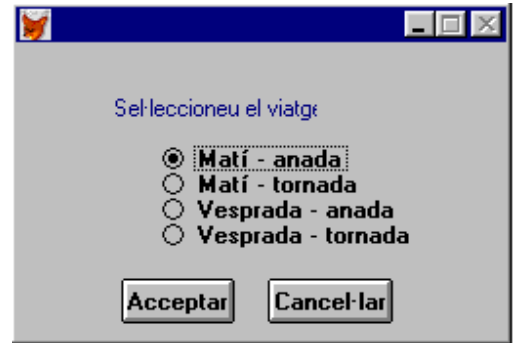 Sel·leccioneu el viatge
Matí - anada
Matí - tornada
Vesprada - anada
Vesprada - tornada
Acceptar Cancel·lar